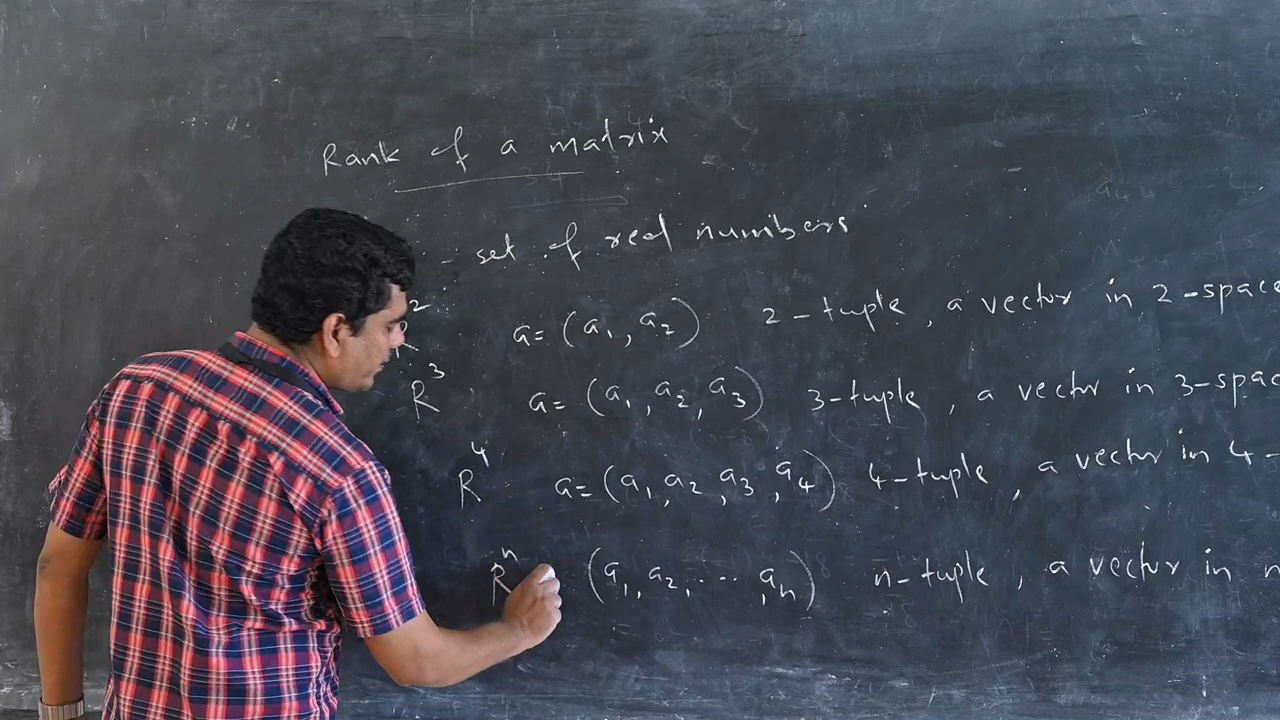 Rank of a matrix
- set of real numbers
R² a = (a₁, a₂) 2-tuple, a vector in 2-space
R³ a = (a₁, a₂, a₃) 3-tuple, a vector in 3-spac
R⁴ a = (a₁, a₂, a₃, a₄) 4-tuple, a vector in 4-
Rⁿ (a₁, a₂, ... , aₙ) n-tuple, a vector in n